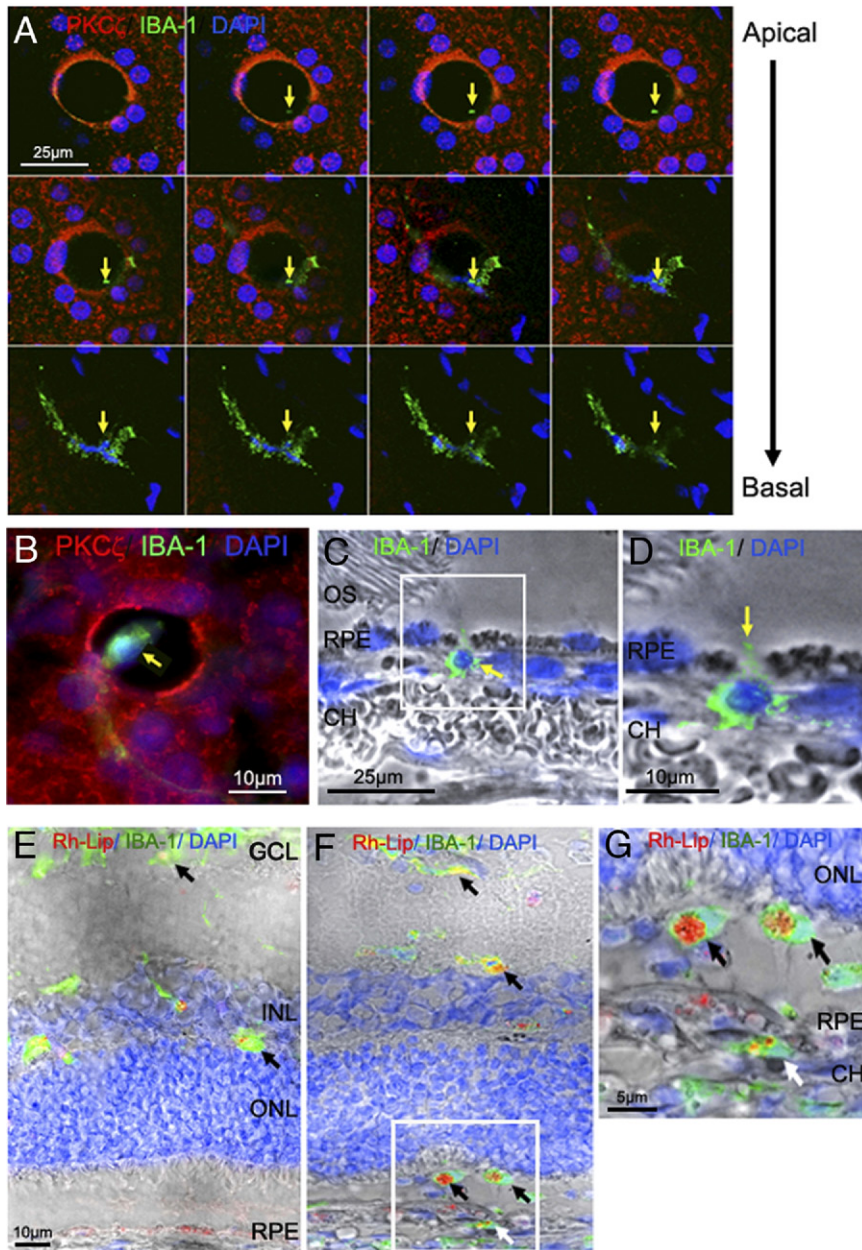 A PKCζ/ IBA-1/ DAPI
Apical
25µm
Basal
B PKCζ/ IBA-1 DAPI
10µm
C IBA-1/ DAPI
OS
RPE
CH
25µm
D IBA-1/ DAPI
RPE
CH
10µm
E Rh-Lip/ IBA-1/ DAPI
GCL
INL
ONL
10µm
RPE
F Rh-Lip/ IBA-1/ DAPI
G Rh-Lip/ IBA-1/ DAPI
ONL
RPE
CH
5µm